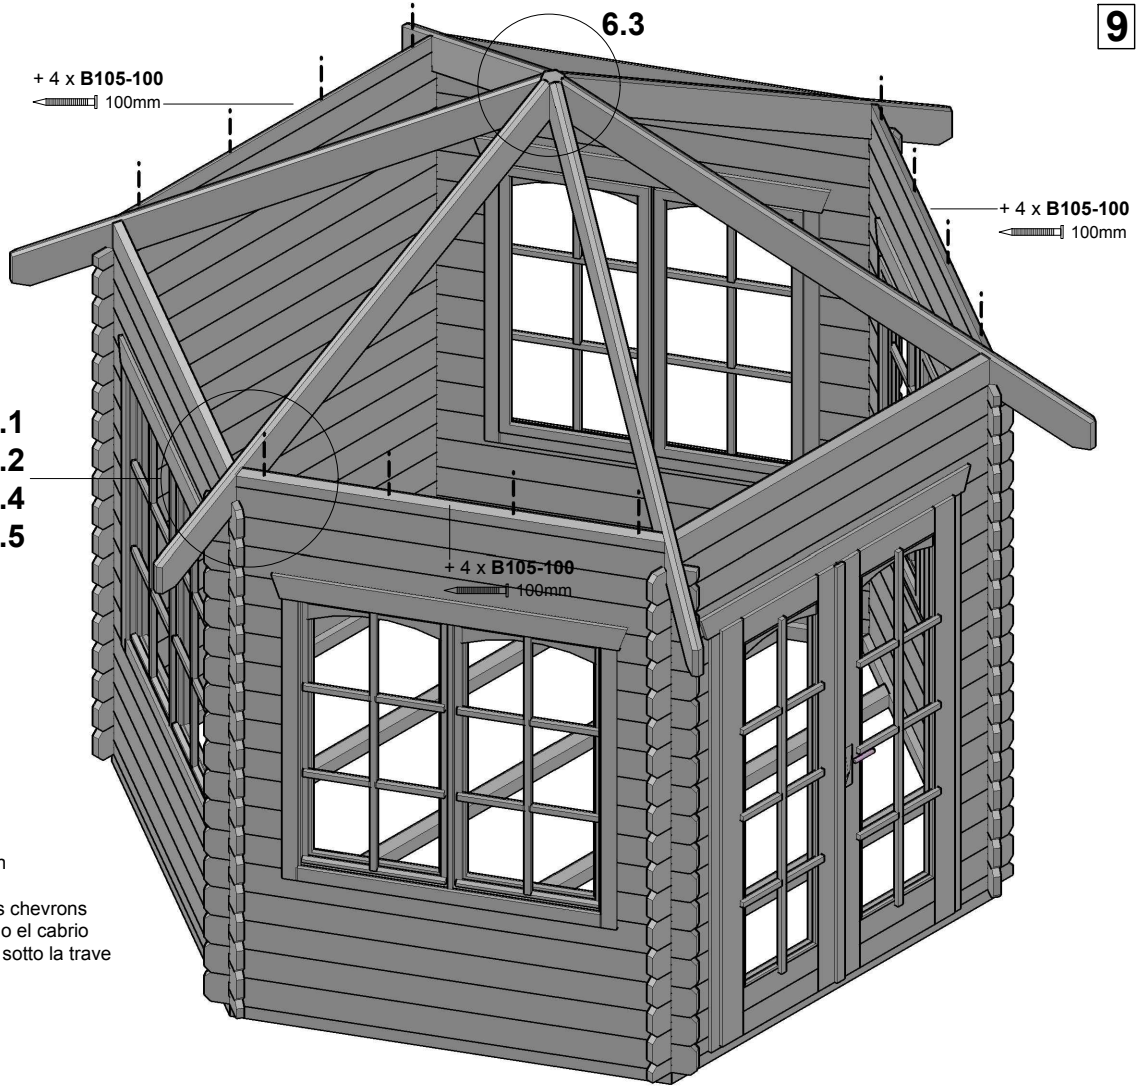 6.3
9
+ 4 x B105-100
100mm
+ 4 x B105-100
100mm
.1
.2
.4
.5
+ 4 x B105-100
100mm
s chevrons
o el cabrio
sotto la trave